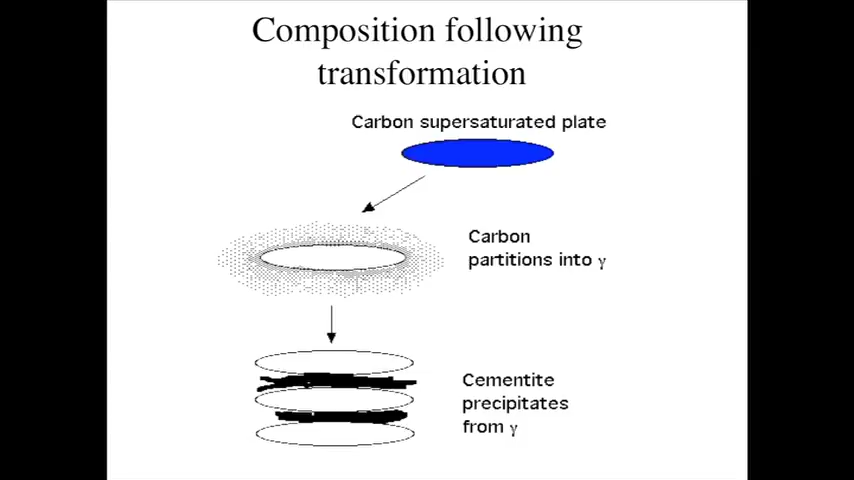 Composition following
transformation
Carbon supersaturated plate
Carbon
partitions into γ
Cementite
precipitates
from γ